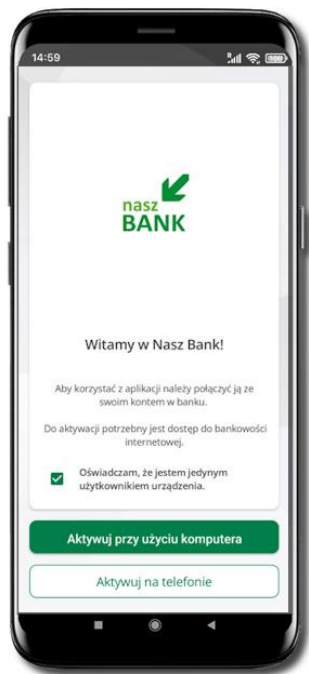 14:59
nasz
BANK
Witamy w Nasz Bank!
Aby korzystać z aplikacji należy połączyć ją ze
swoim kontem w banku.
Do aktywacji potrzebny jest dostęp do bankowości
internetowej.
Oświadczam, że jestem jedynym
użytkownikiem urządzenia.
Aktywuj przy użyciu komputera
Aktywuj na telefonie